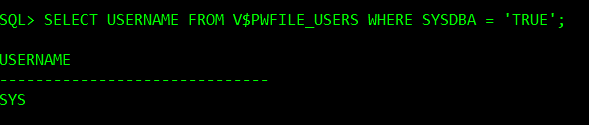 SQL> SELECT USERNAME FROM V$PWFILE_USERS WHERE SYSDBA = 'TRUE';
USERNAME
------------------------------
SYS